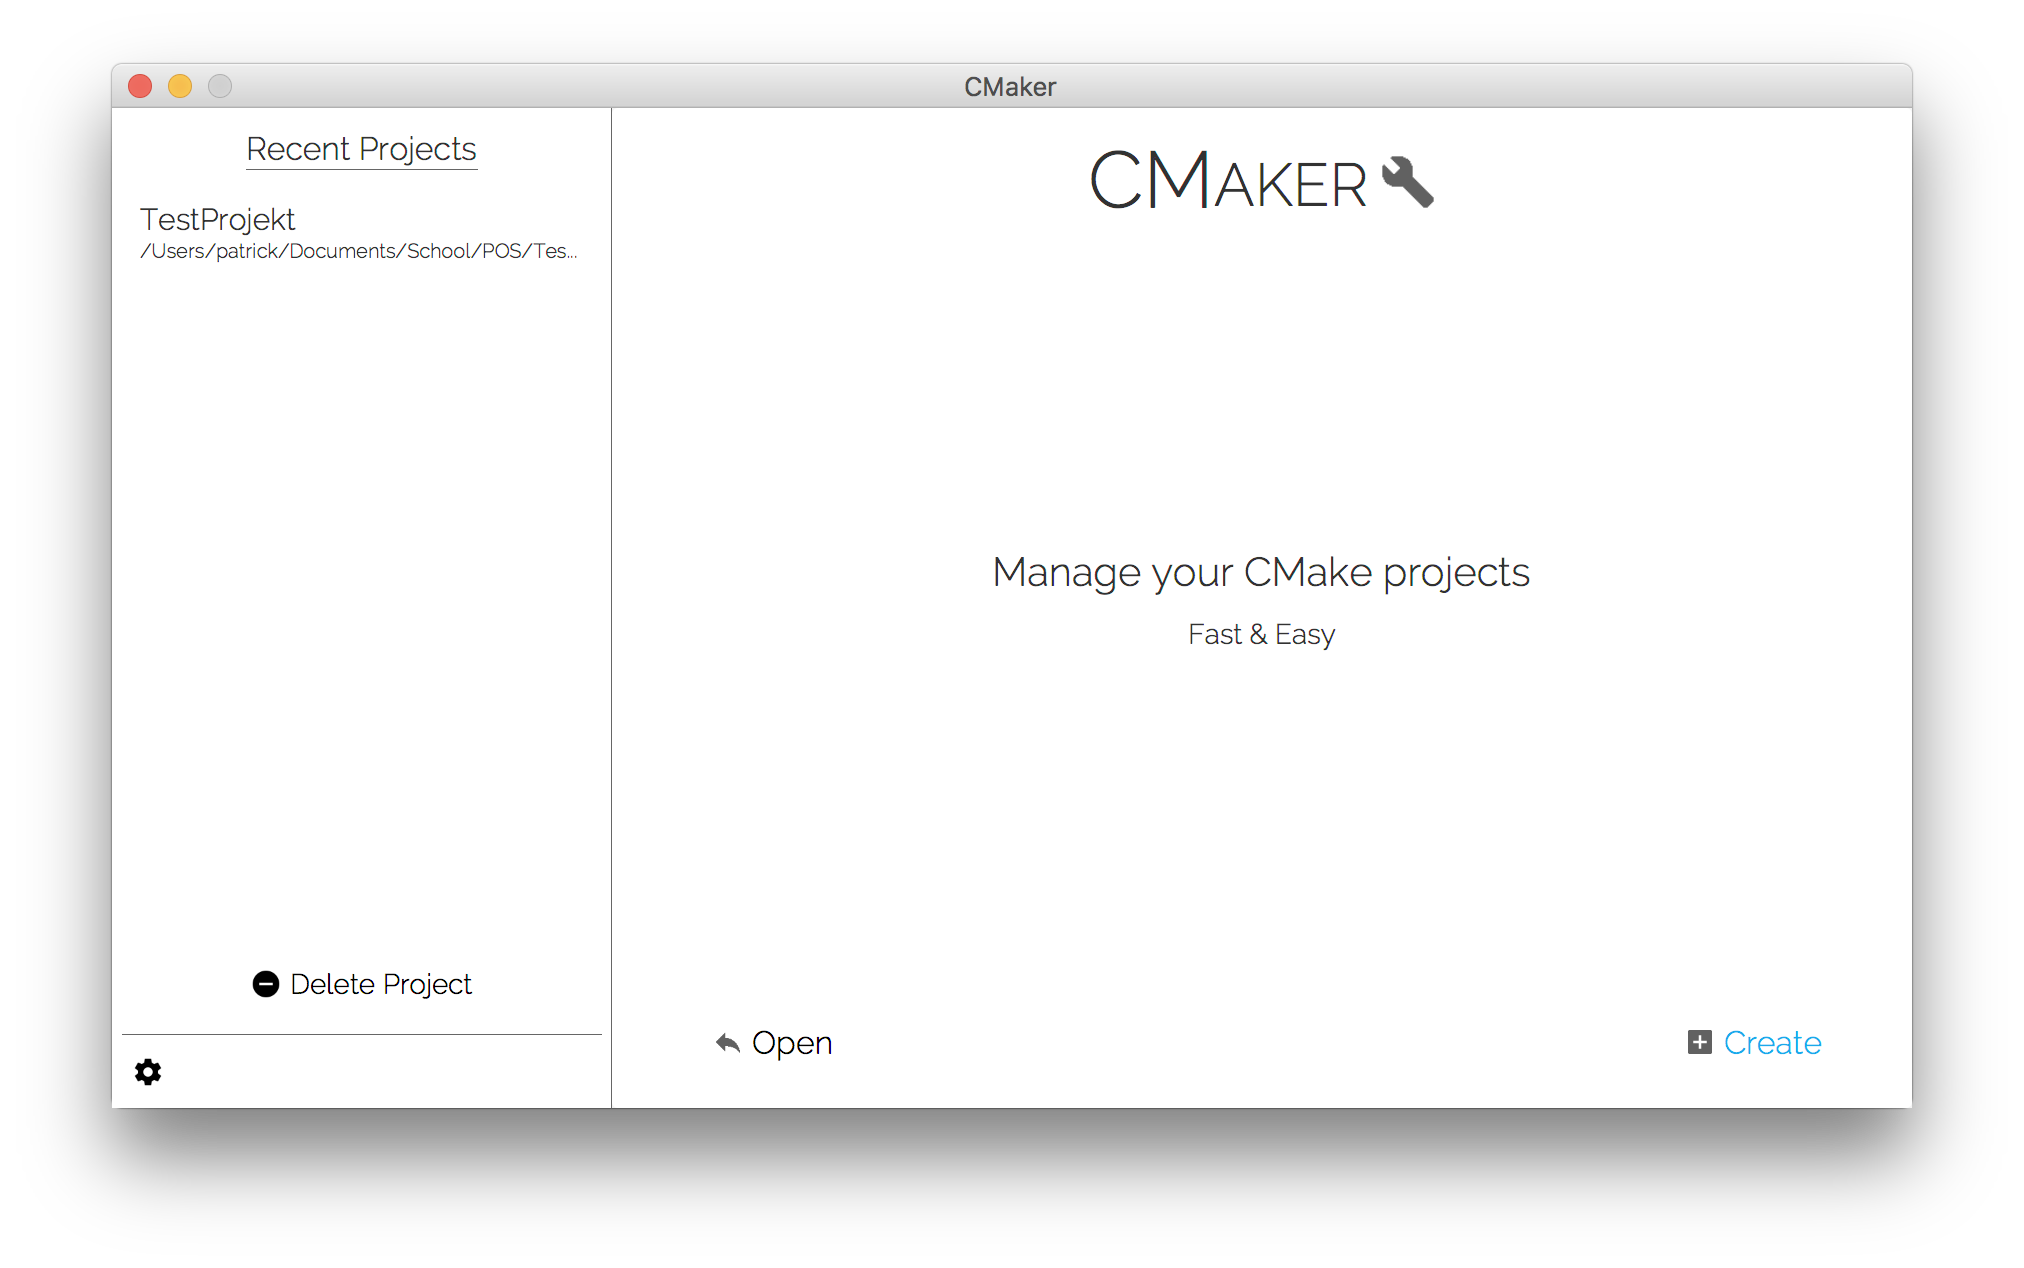 CMaker
Recent Projects
TestProjekt
/Users/patrick/Documents/School/POS/Tes...
Delete Project
CMAKER
Manage your CMake projects
Fast & Easy
Open
Create